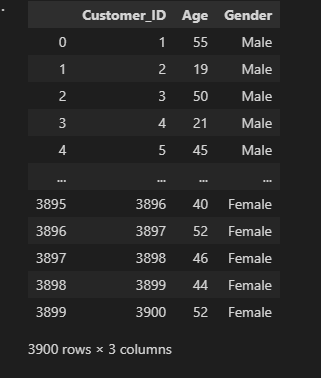 Customer_ID Age Gender
0 1 55 Male
1 2 19 Male
2 3 50 Male
3 4 21 Male
4 5 45 Male
... ... ... ...
3895 3896 40 Female
3896 3897 52 Female
3897 3898 46 Female
3898 3899 44 Female
3899 3900 52 Female
3900 rows × 3 columns